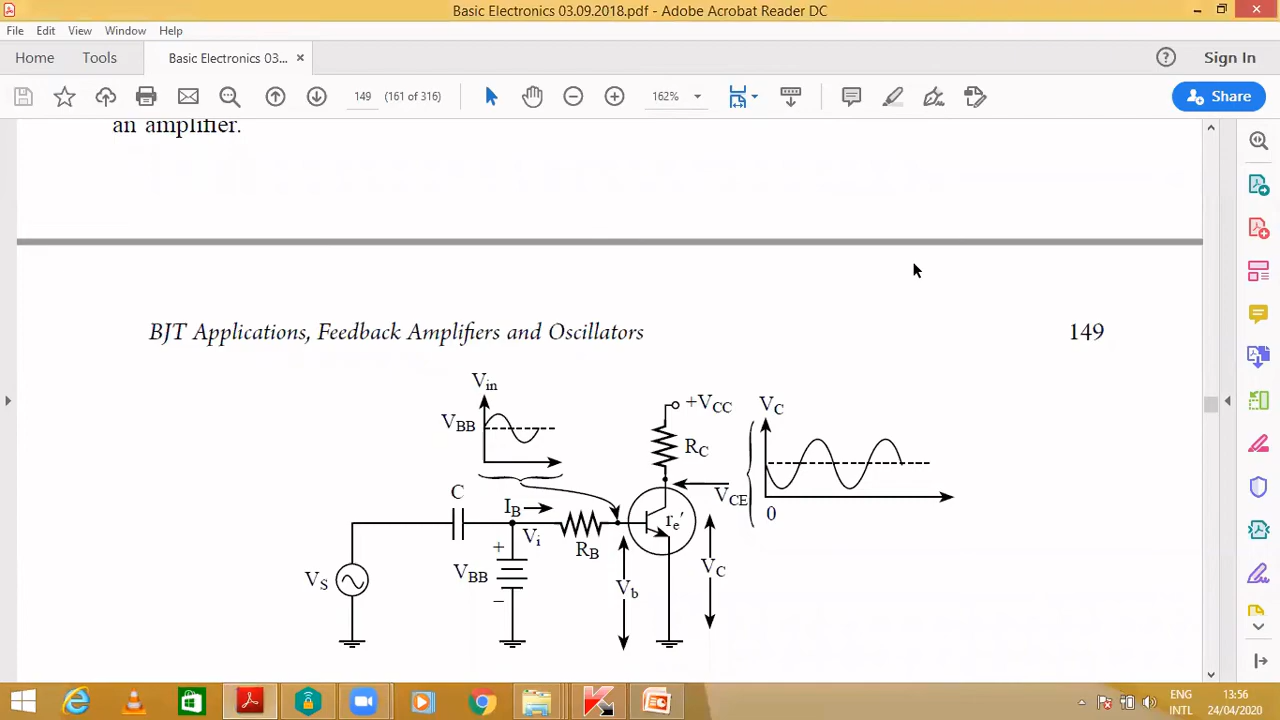 Basic Electronics 03.09.2018.pdf - Adobe Acrobat Reader DC
File Edit View Window Help
Home Tools Basic Electronics 03... × Sign In
149 (161 of 316) 162% Share
an amplifier.
BJT Applications, Feedback Amplifiers and Oscillators 149
Vin
VBB
+VCC
VC
RC
VCE
0
C
IB
Vi
RB
re′
VS
+
VBB
−
Vb
VC
ENG 13:56
INTL 24/04/2020